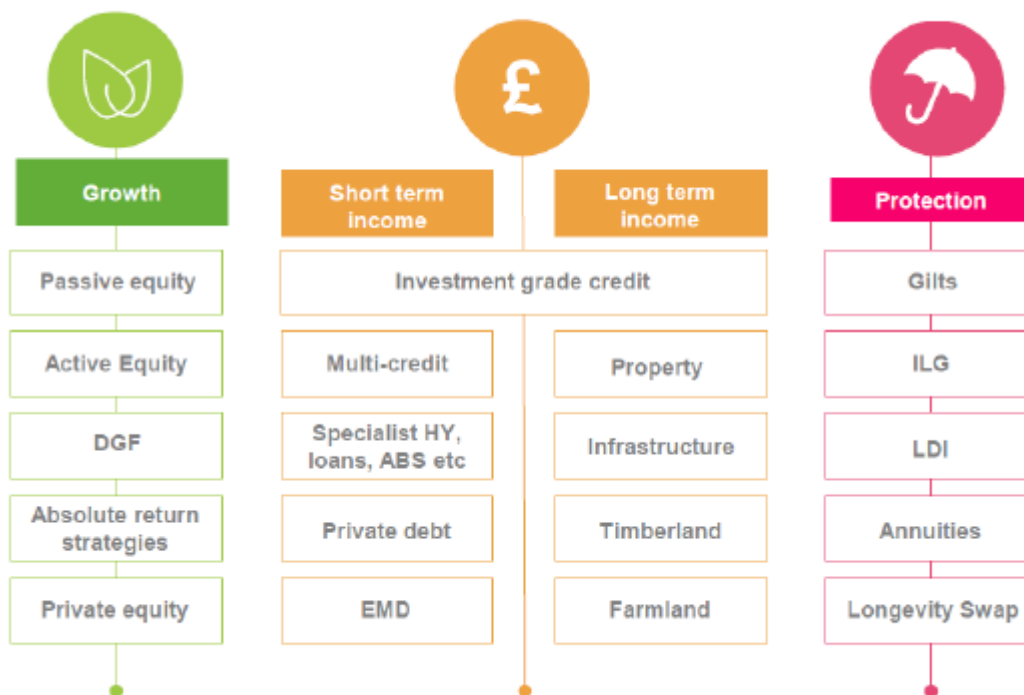 £
Growth
Short term
income
Long term
income
Protection
Passive equity
Investment grade credit
Gilts
Active Equity
Multi-credit
Property
ILG
DGF
Specialist HY,
loans, ABS etc
Infrastructure
LDI
Absolute return
strategies
Private debt
Timberland
Annuities
Private equity
EMD
Farmland
Longevity Swap